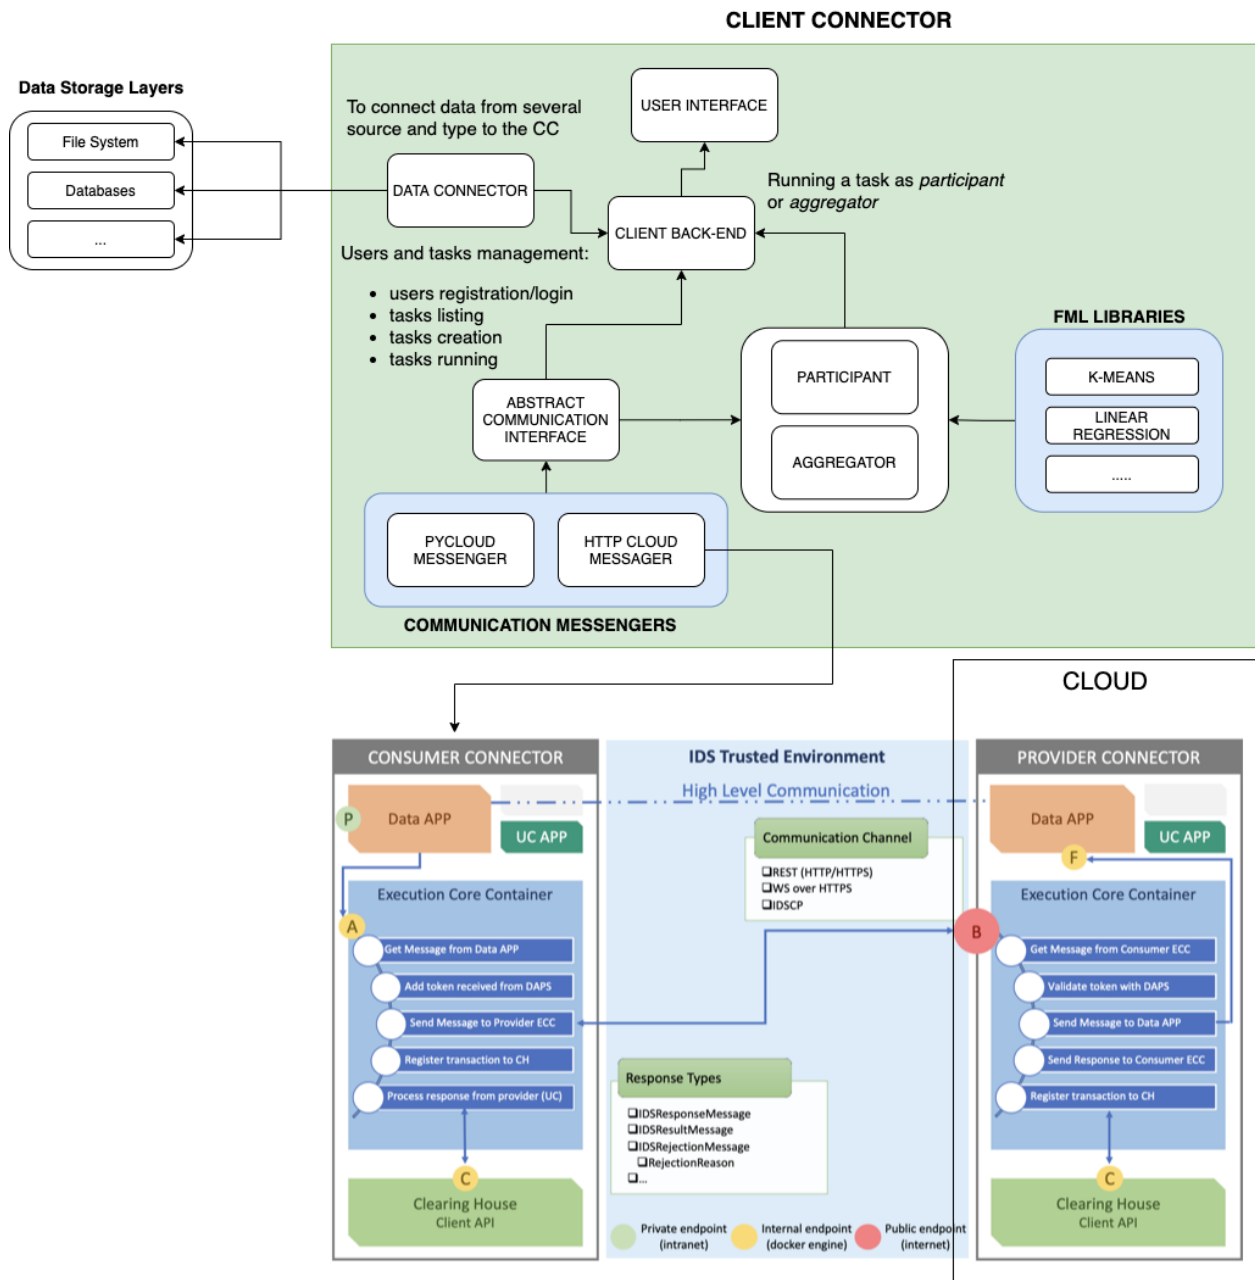 CLIENT CONNECTOR
Data Storage Layers
File System
Databases
...
To connect data from several
source and type to the CC
USER INTERFACE
DATA CONNECTOR
Running a task as participant
or aggregator
CLIENT BACK-END
Users and tasks management:
• users registration/login
• tasks listing
• tasks creation
• tasks running
FML LIBRARIES
K-MEANS
LINEAR
REGRESSION
.....
PARTICIPANT
AGGREGATOR
ABSTRACT
COMMUNICATION
INTERFACE
PYCLOUD
MESSENGER
HTTP CLOUD
MESSAGER
COMMUNICATION MESSENGERS
CLOUD
CONSUMER CONNECTOR
P
Data APP
UC APP
Execution Core Container
A
Get Message from Data APP
Add token received from DAPS
Send Message to Provider ECC
Register transaction to CH
Process response from provider (UC)
C
Clearing House
Client API
IDS Trusted Environment
High Level Communication
Communication Channel
❑REST (HTTP/HTTPS)
❑WS over HTTPS
❑IDSCP
Response Types
❑IDSResponseMessage
❑IDSResultMessage
❑IDSRejectionMessage
❑RejectionReason
❑...
Private endpoint
(intranet)
Internal endpoint
(docker engine)
Public endpoint
(internet)
PROVIDER CONNECTOR
Data APP
UC APP
F
Execution Core Container
B
Get Message from Consumer ECC
Validate token with DAPS
Send Message to Data APP
Send Response to Consumer ECC
Register transaction to CH
C
Clearing House
Client API